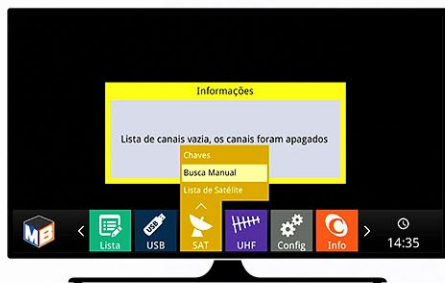 Informações
Lista de canais vazia, os canais foram apagados
Chaves
Busca Manual
Lista de Satélite
MB
Lista
USB
SAT
UHF
Config
Info
14:35